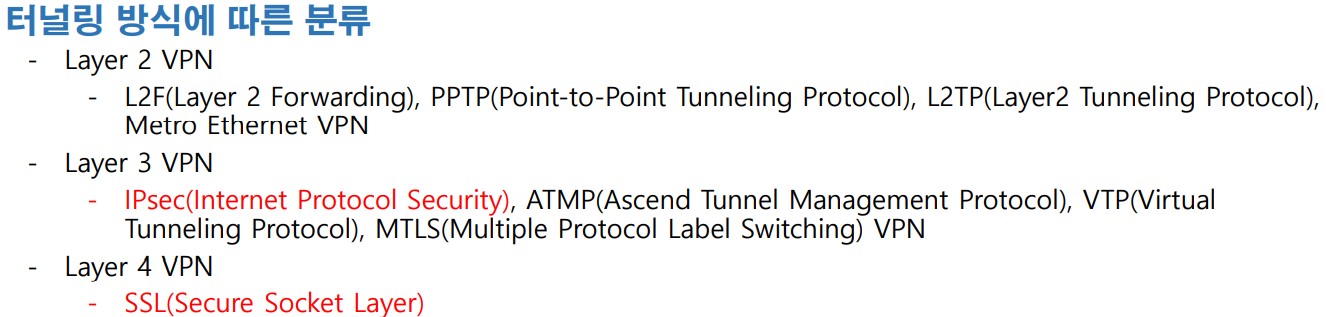 터널링 방식에 따른 분류
- Layer 2 VPN
- L2F(Layer 2 Forwarding), PPTP(Point-to-Point Tunneling Protocol), L2TP(Layer2 Tunneling Protocol),
Metro Ethernet VPN
- Layer 3 VPN
- IPsec(Internet Protocol Security), ATMP(Ascend Tunnel Management Protocol), VTP(Virtual
Tunneling Protocol), MTLS(Multiple Protocol Label Switching) VPN
- Layer 4 VPN
- SSL(Secure Socket Layer)